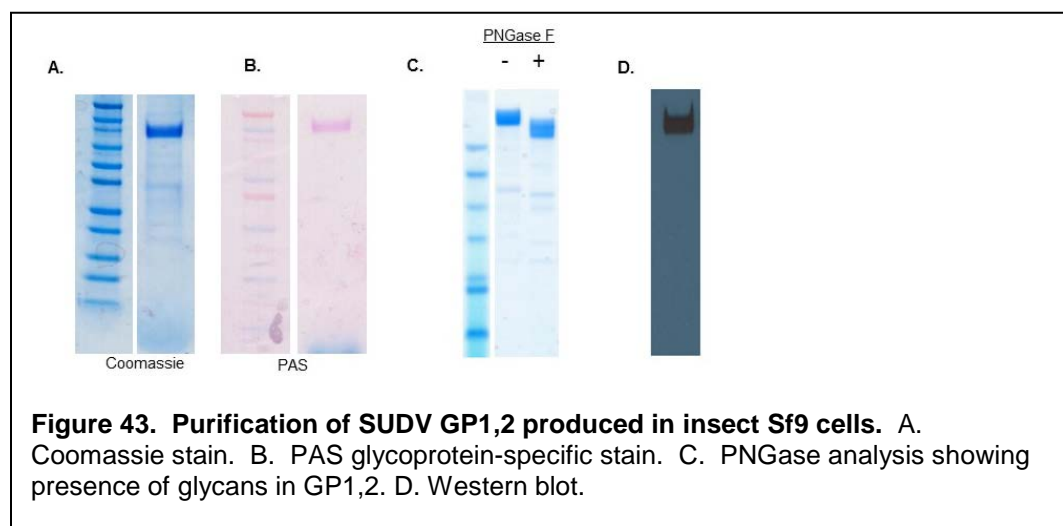 PNGase F
A.
B.
C.
- +
D.
Coomassie
PAS
Figure 43. Purification of SUDV GP1,2 produced in insect Sf9 cells. A.
Coomassie stain. B. PAS glycoprotein-specific stain. C. PNGase analysis showing
presence of glycans in GP1,2. D. Western blot.